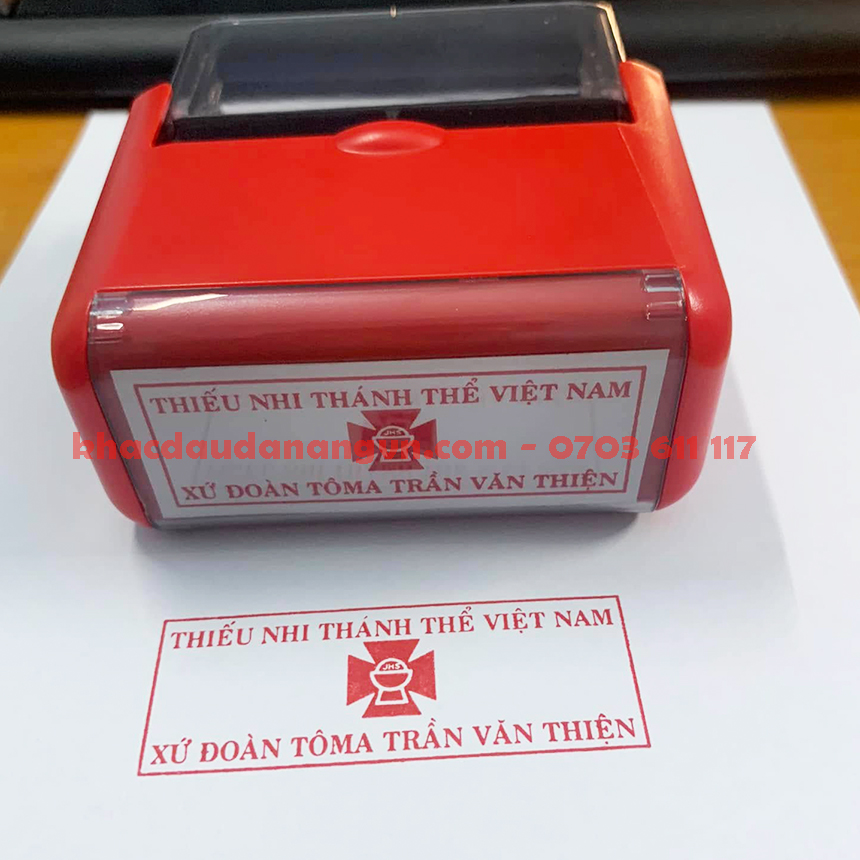 THIẾU NHI THÁNH THỂ VIỆT NAM
JHS
khacdaudanangvn.com - 0703 611 117
XỨ ĐOÀN TÔMA TRẦN VĂN THIỆN
THIẾU NHI THÁNH THỂ VIỆT NAM
JHS
XỨ ĐOÀN TÔMA TRẦN VĂN THIỆN